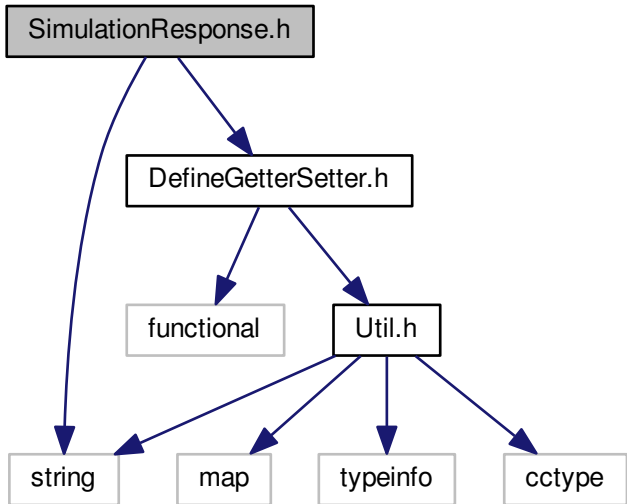 SimulationResponse.h
DefineGetterSetter.h
functional
Util.h
string
map
typeinfo
cctype